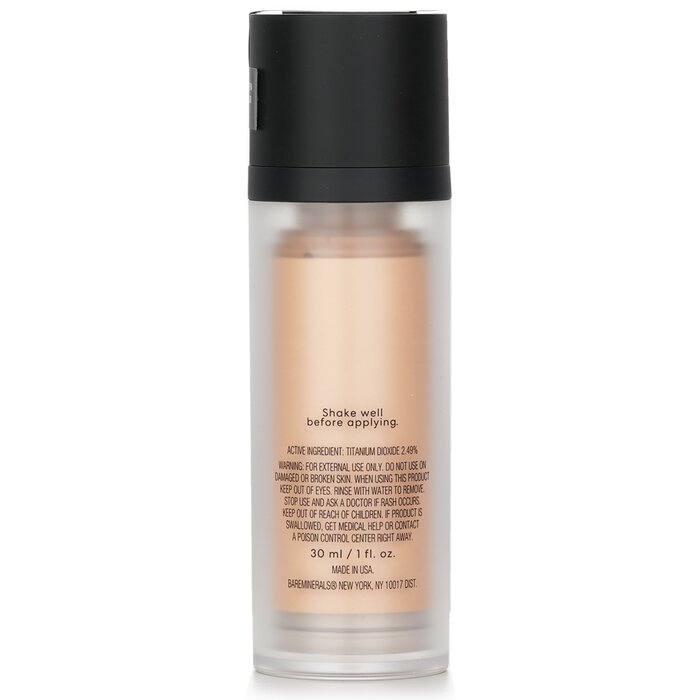 Shake well
before applying.
ACTIVE INGREDIENT: TITANIUM DIOXIDE 2.49%
WARNING: FOR EXTERNAL USE ONLY. DO NOT USE ON
DAMAGED OR BROKEN SKIN. WHEN USING THIS PRODUCT
KEEP OUT OF EYES. RINSE WITH WATER TO REMOVE.
STOP USE AND ASK A DOCTOR IF RASH OCCURS.
KEEP OUT OF REACH OF CHILDREN. IF PRODUCT IS
SWALLOWED, GET MEDICAL HELP OR CONTACT
A POISON CONTROL CENTER RIGHT AWAY.
30 ml / 1 fl. oz.
MADE IN USA.
BAREMINERALS® NEW YORK, NY 10017 DIST.